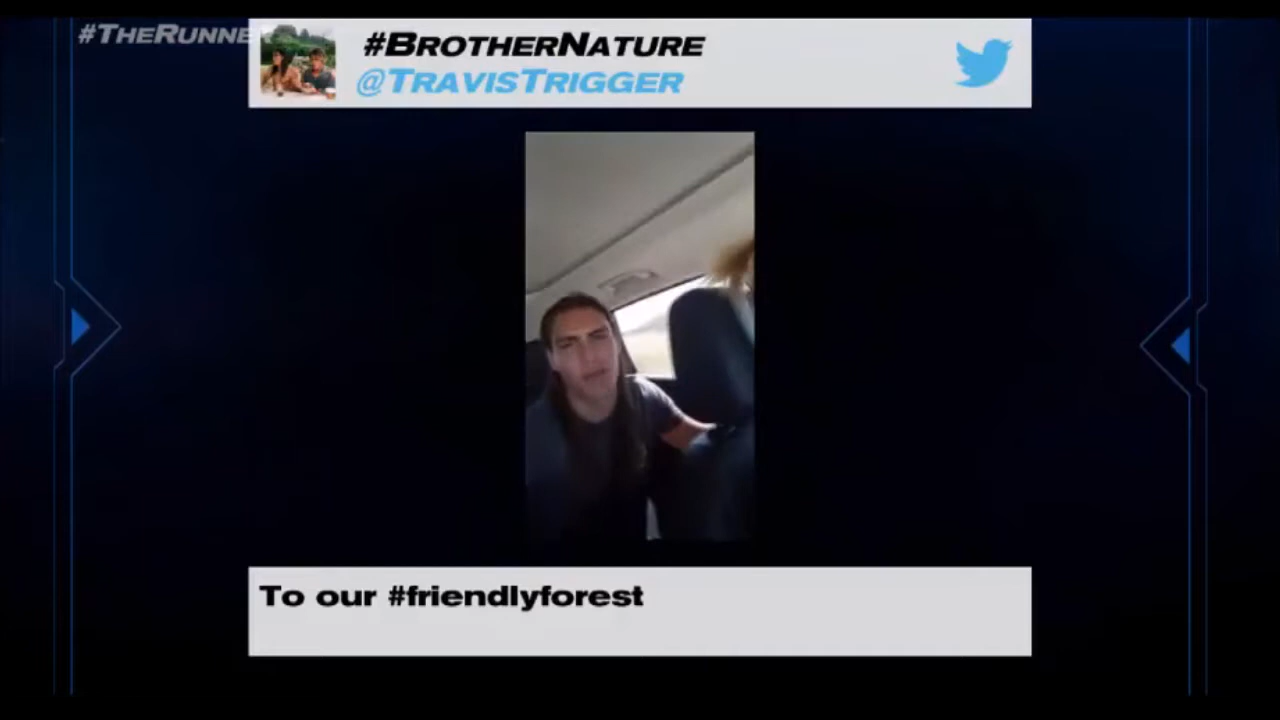 #THERUNNE
#BROTHERNATURE
@TRAVISTRIGGER
To our #friendlyforest